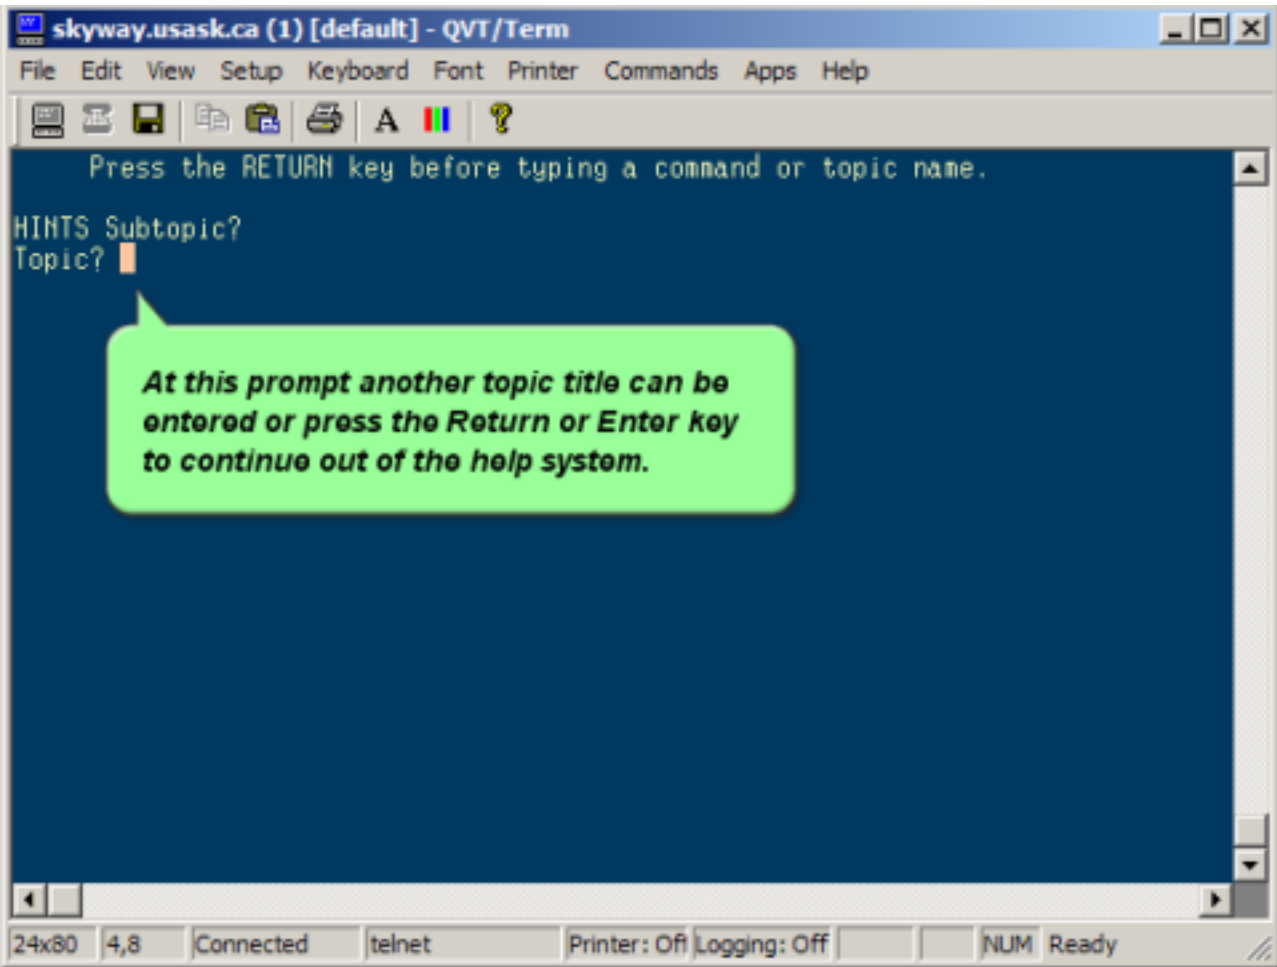 skyway.usask.ca (1) [default] - QVT/Term
File Edit View Setup Keyboard Font Printer Commands Apps Help
A
Press the RETURN key before typing a command or topic name.
HINTS Subtopic?
Topic?
At this prompt another topic title can be
entered or press the Return or Enter key
to continue out of the help system.
24x80 4,8 Connected telnet Printer: Off Logging: Off NUM Ready